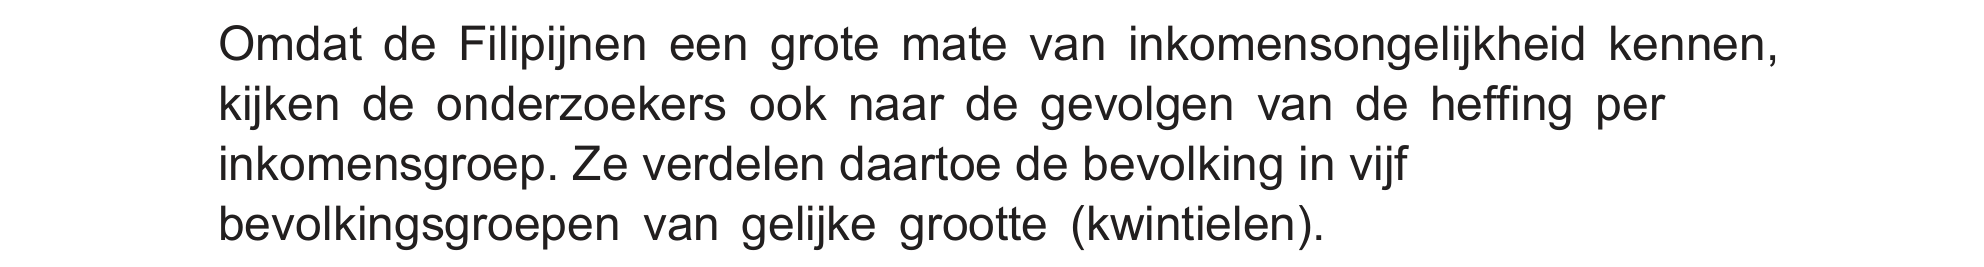 Omdat de Filipijnen een grote mate van inkomensongelijkheid kennen,
kijken de onderzoekers ook naar de gevolgen van de heffing per
inkomensgroep. Ze verdelen daartoe de bevolking in vijf
bevolkingsgroepen van gelijke grootte (kwintielen).